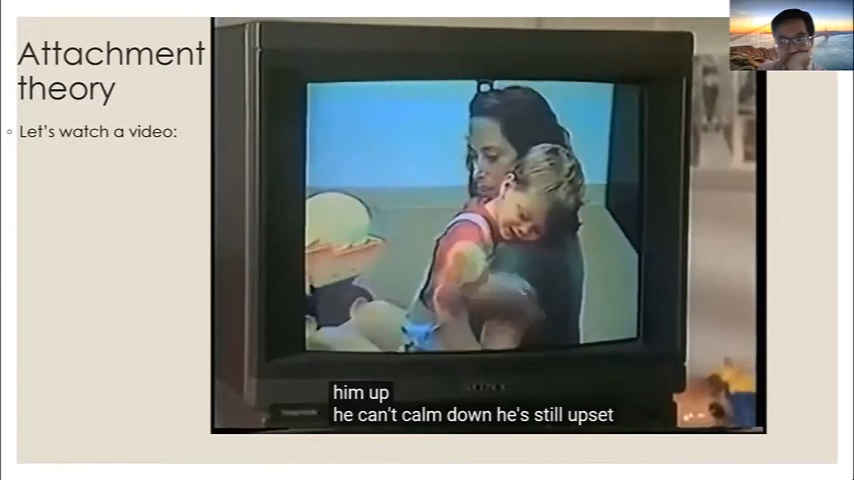 Attachment
theory
Let's watch a video:
SONY
him up
he can't calm down he's still upset